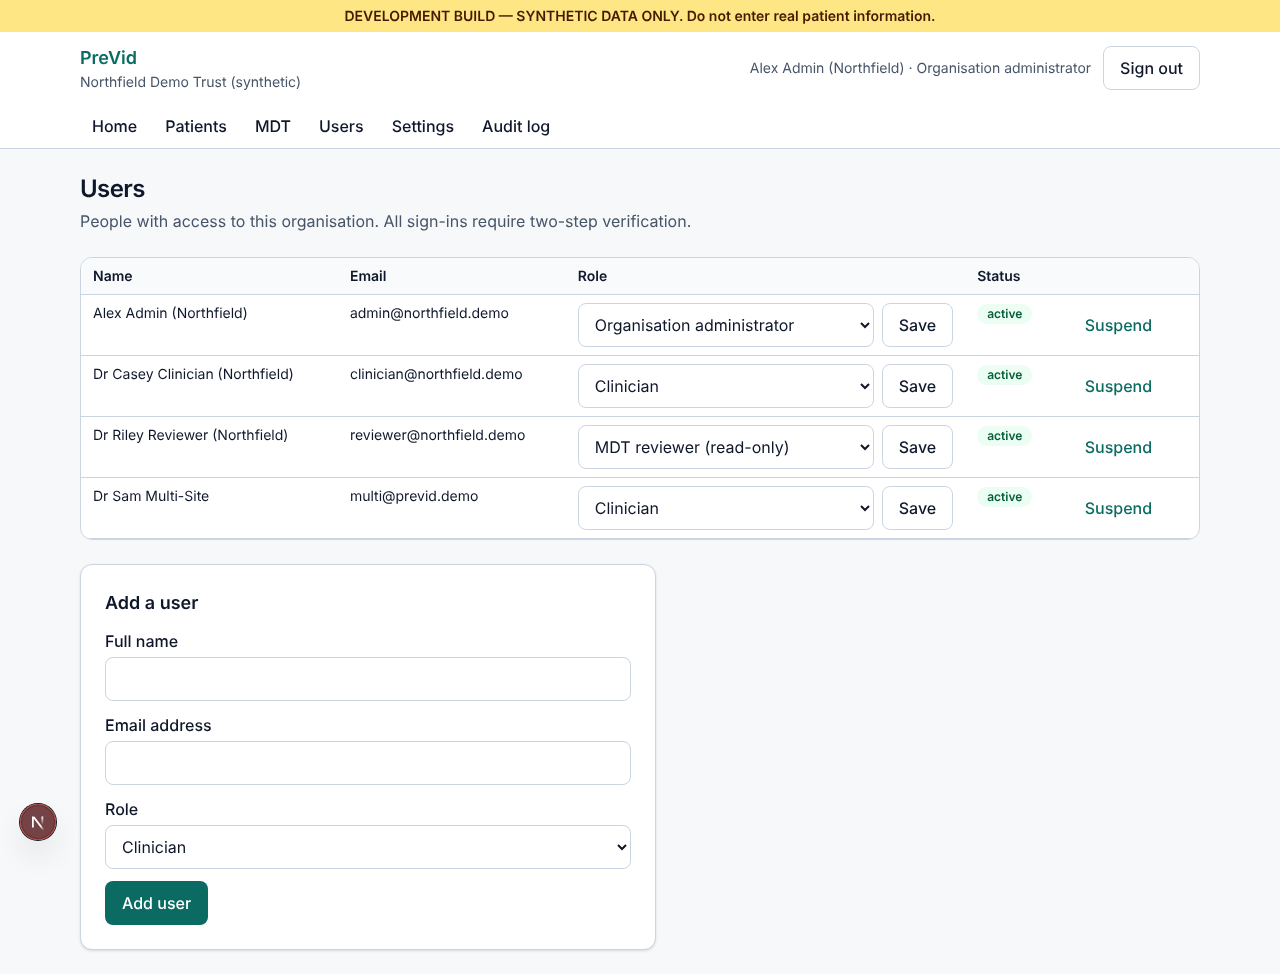 DEVELOPMENT BUILD — SYNTHETIC DATA ONLY. Do not enter real patient information.
PreVid
Northfield Demo Trust (synthetic)
Alex Admin (Northfield) · Organisation administrator
Sign out
Home Patients MDT Users Settings Audit log
Users
People with access to this organisation. All sign-ins require two-step verification.
Name Email Role Status
Alex Admin (Northfield) admin@northfield.demo Organisation administrator Save active Suspend
Dr Casey Clinician (Northfield) clinician@northfield.demo Clinician Save active Suspend
Dr Riley Reviewer (Northfield) reviewer@northfield.demo MDT reviewer (read-only) Save active Suspend
Dr Sam Multi-Site multi@previd.demo Clinician Save active Suspend
Add a user
Full name
Email address
Role
Clinician
Add user
N